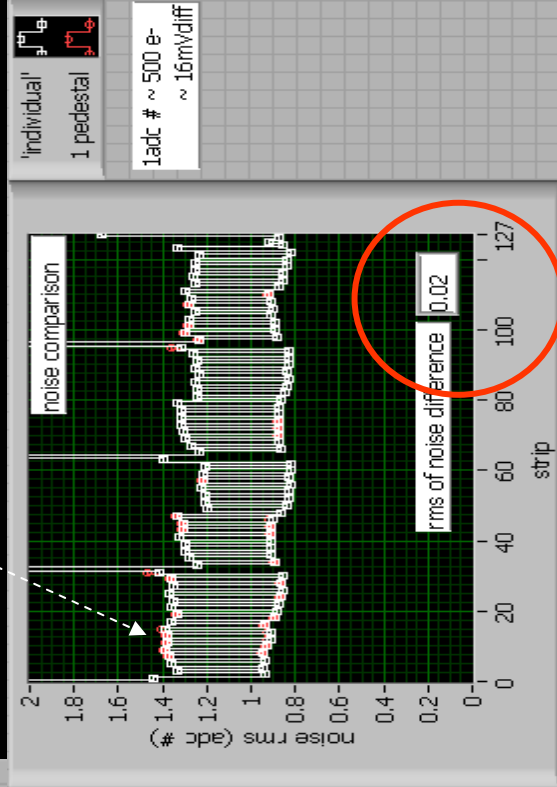 'individual'
1 pedestal
1adc # ~ 500 e-
~ 16mVdiff
noise comparison
noise rms (adc #)
2
1.8
1.6
1.4
1.2
1
0.8
0.6
0.4
0.2
0
rms of noise difference 0.02
0 20 40 60 80 100 127
strip